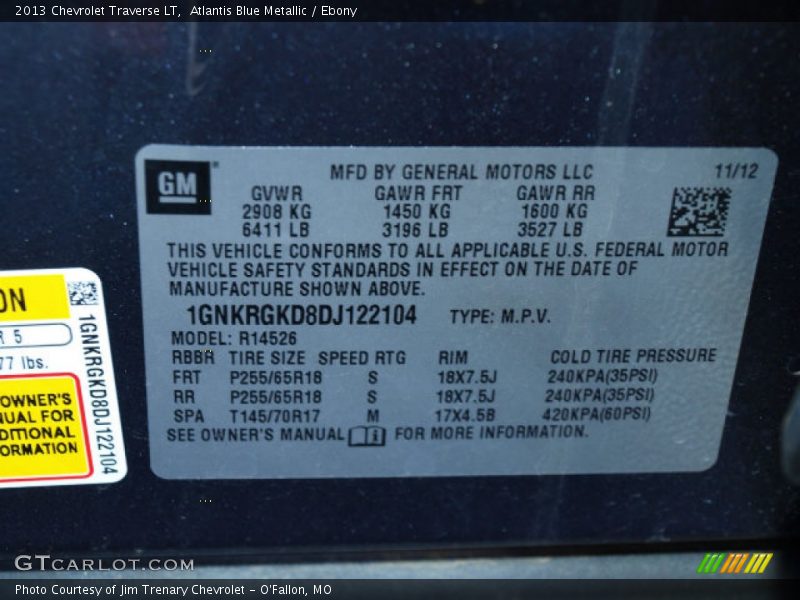 2013 Chevrolet Traverse LT, Atlantis Blue Metallic / Ebony
GM
MFD BY GENERAL MOTORS LLC 11/12
GVWR GAWR FRT GAWR RR
2908 KG 1450 KG 1600 KG
6411 LB 3196 LB 3527 LB
THIS VEHICLE CONFORMS TO ALL APPLICABLE U.S. FEDERAL MOTOR
VEHICLE SAFETY STANDARDS IN EFFECT ON THE DATE OF
MANUFACTURE SHOWN ABOVE.
1GNKRGKD8DJ122104 TYPE: M.P.V.
MODEL: R14526
TIRE SIZE SPEED RTG RIM COLD TIRE PRESSURE
FRT P255/65R18 S 18X7.5J 240KPA(35PSI)
RR P255/65R18 S 18X7.5J 240KPA(35PSI)
SPA T145/70R17 M 17X4.5B 420KPA(60PSI)
SEE OWNER'S MANUAL FOR MORE INFORMATION.
ON
R 5
77 lbs.
OWNER'S
NUAL FOR
DITIONAL
ORMATION
1GNKRGKD8DJ122104
GTCARLOT.COM
Photo Courtesy of Jim Trenary Chevrolet - O'Fallon, MO